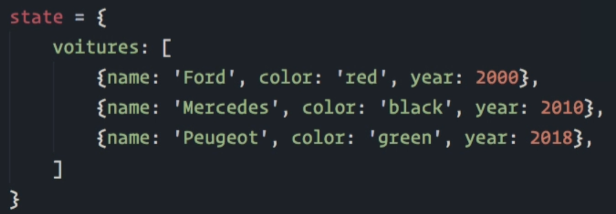 state = {
voitures: [
{name: 'Ford', color: 'red', year: 2000},
{name: 'Mercedes', color: 'black', year: 2010},
{name: 'Peugeot', color: 'green', year: 2018},
]
}